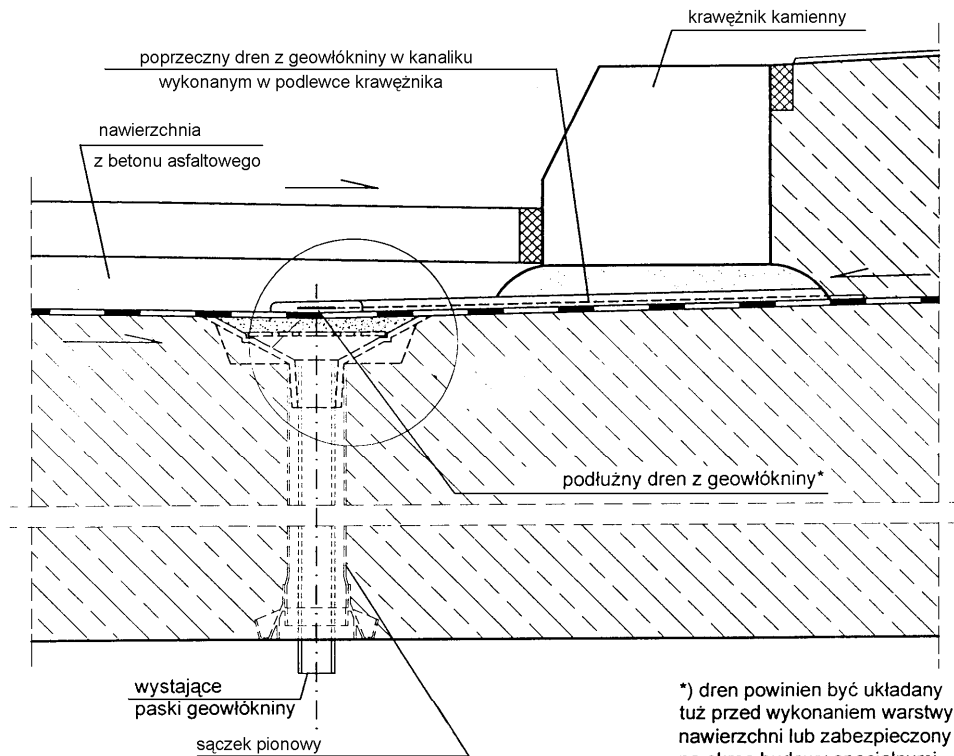 krawężnik kamienny
poprzeczny dren z geowłókniny w kanaliku
wykonanym w podlewce krawężnika
nawierzchnia
z betonu asfaltowego
podłużny dren z geowłókniny*
wystające
paski geowłókniny
sączek pionowy
*) dren powinien być układany
tuż przed wykonaniem warstwy
nawierzchni lub zabezpieczony